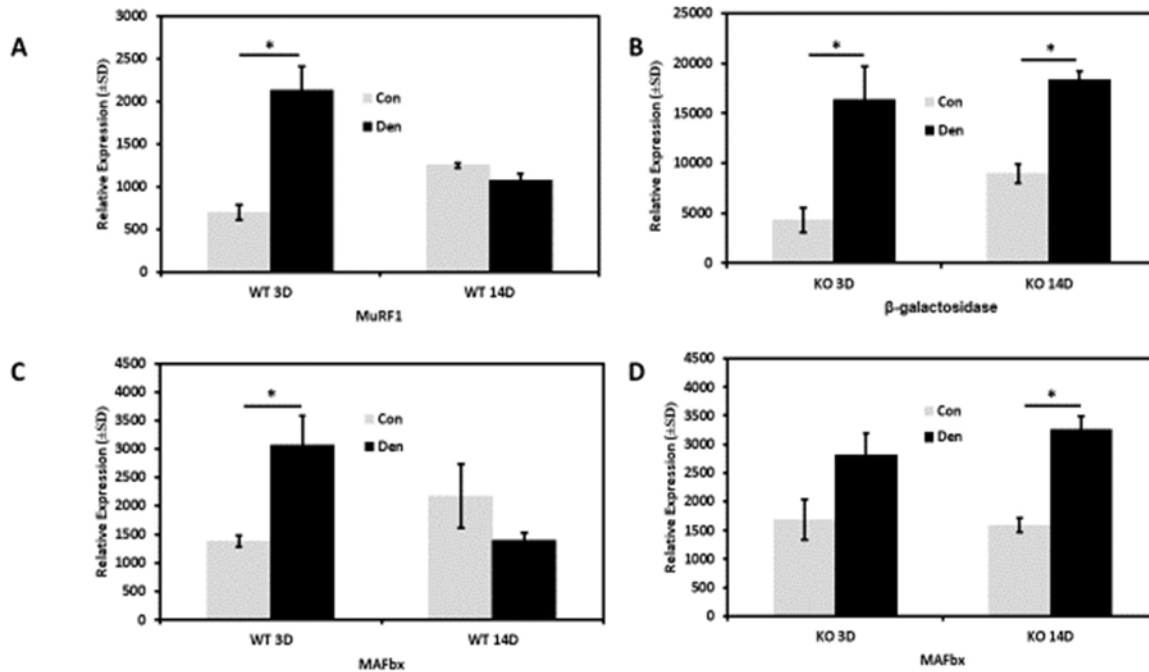 A
Relative Expression (±SD)
3000
2500
2000
1500
1000
500
0
*
Con
Den
WT 3D
WT 14D
MuRF1
B
Relative Expression (±SD)
25000
20000
15000
10000
5000
0
*
*
Con
Den
KO 3D
KO 14D
β-galactosidase
C
Relative Expression (±SD)
4500
4000
3500
3000
2500
2000
1500
1000
500
0
*
Con
Den
WT 3D
WT 14D
MAFbx
D
Relative Expression (±SD)
4500
4000
3500
3000
2500
2000
1500
1000
500
0
*
Con
Den
KO 3D
KO 14D
MAFbx